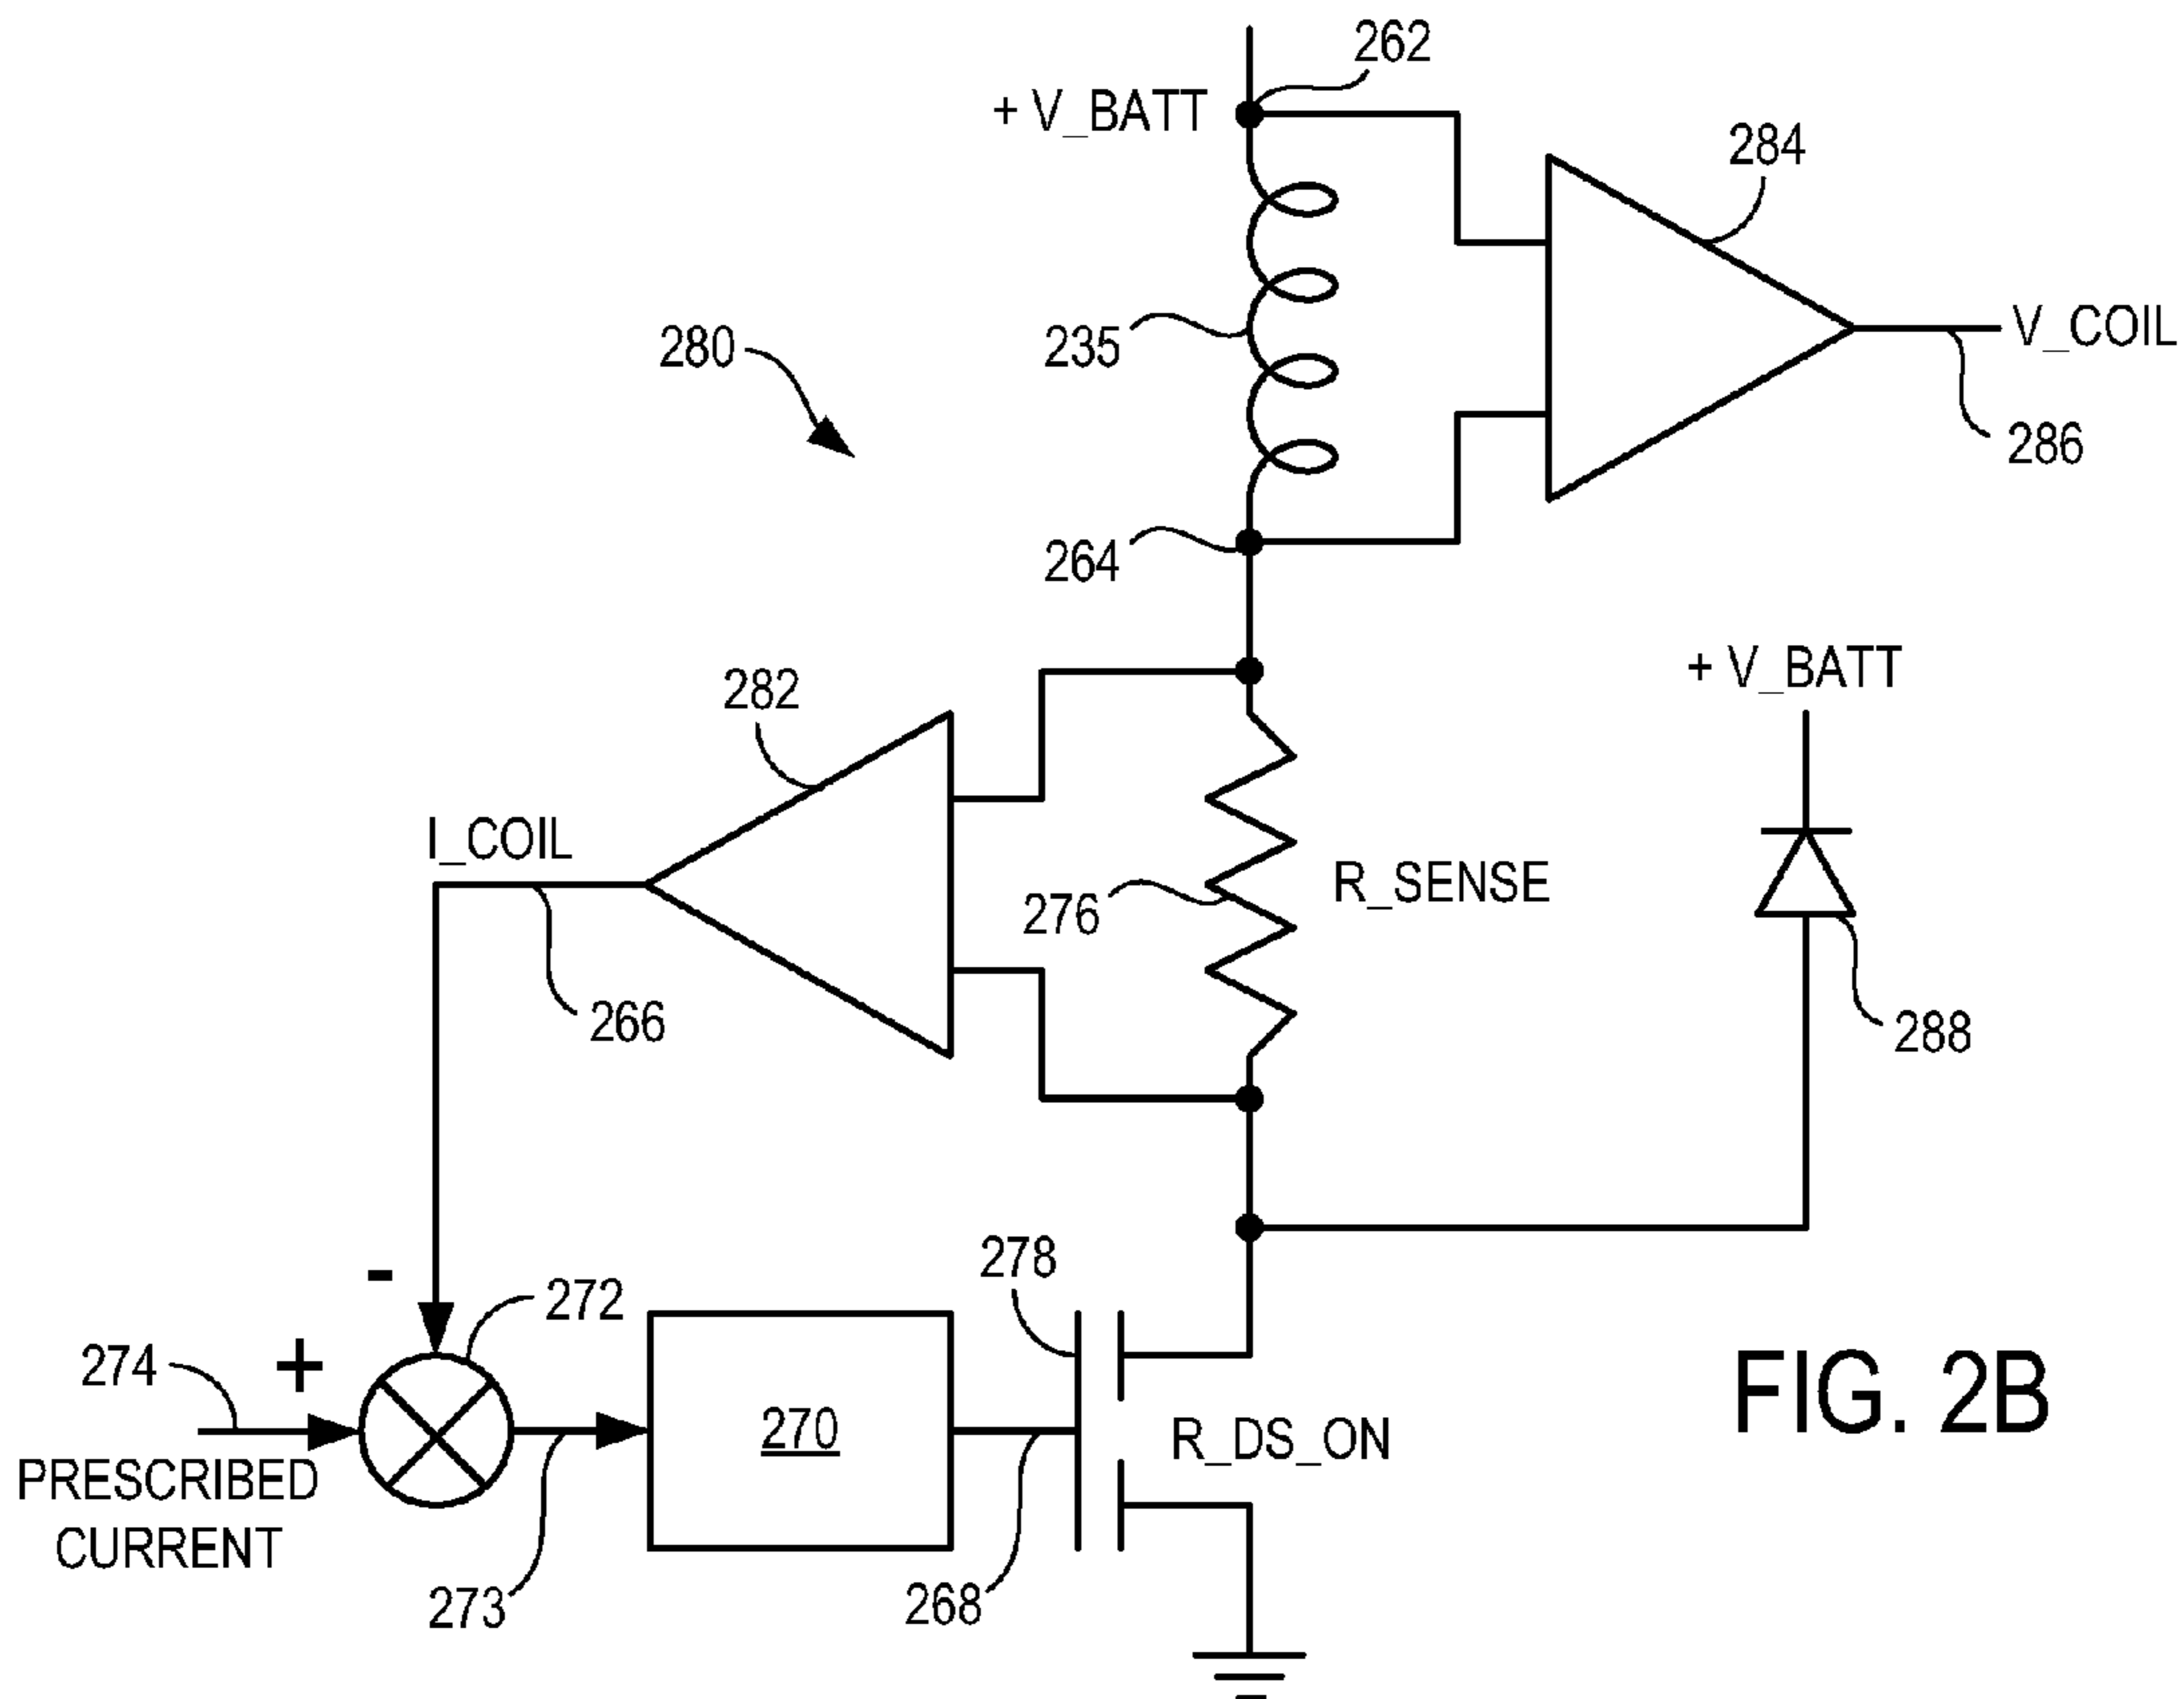 262
+ V_BATT
284
V_COIL
235
280
286
264
+ V_BATT
282
I_COIL
R_SENSE
276
266
288
278
-
272
274
+
270
R_DS_ON
FIG. 2B
PRESCRIBED
CURRENT
273
268